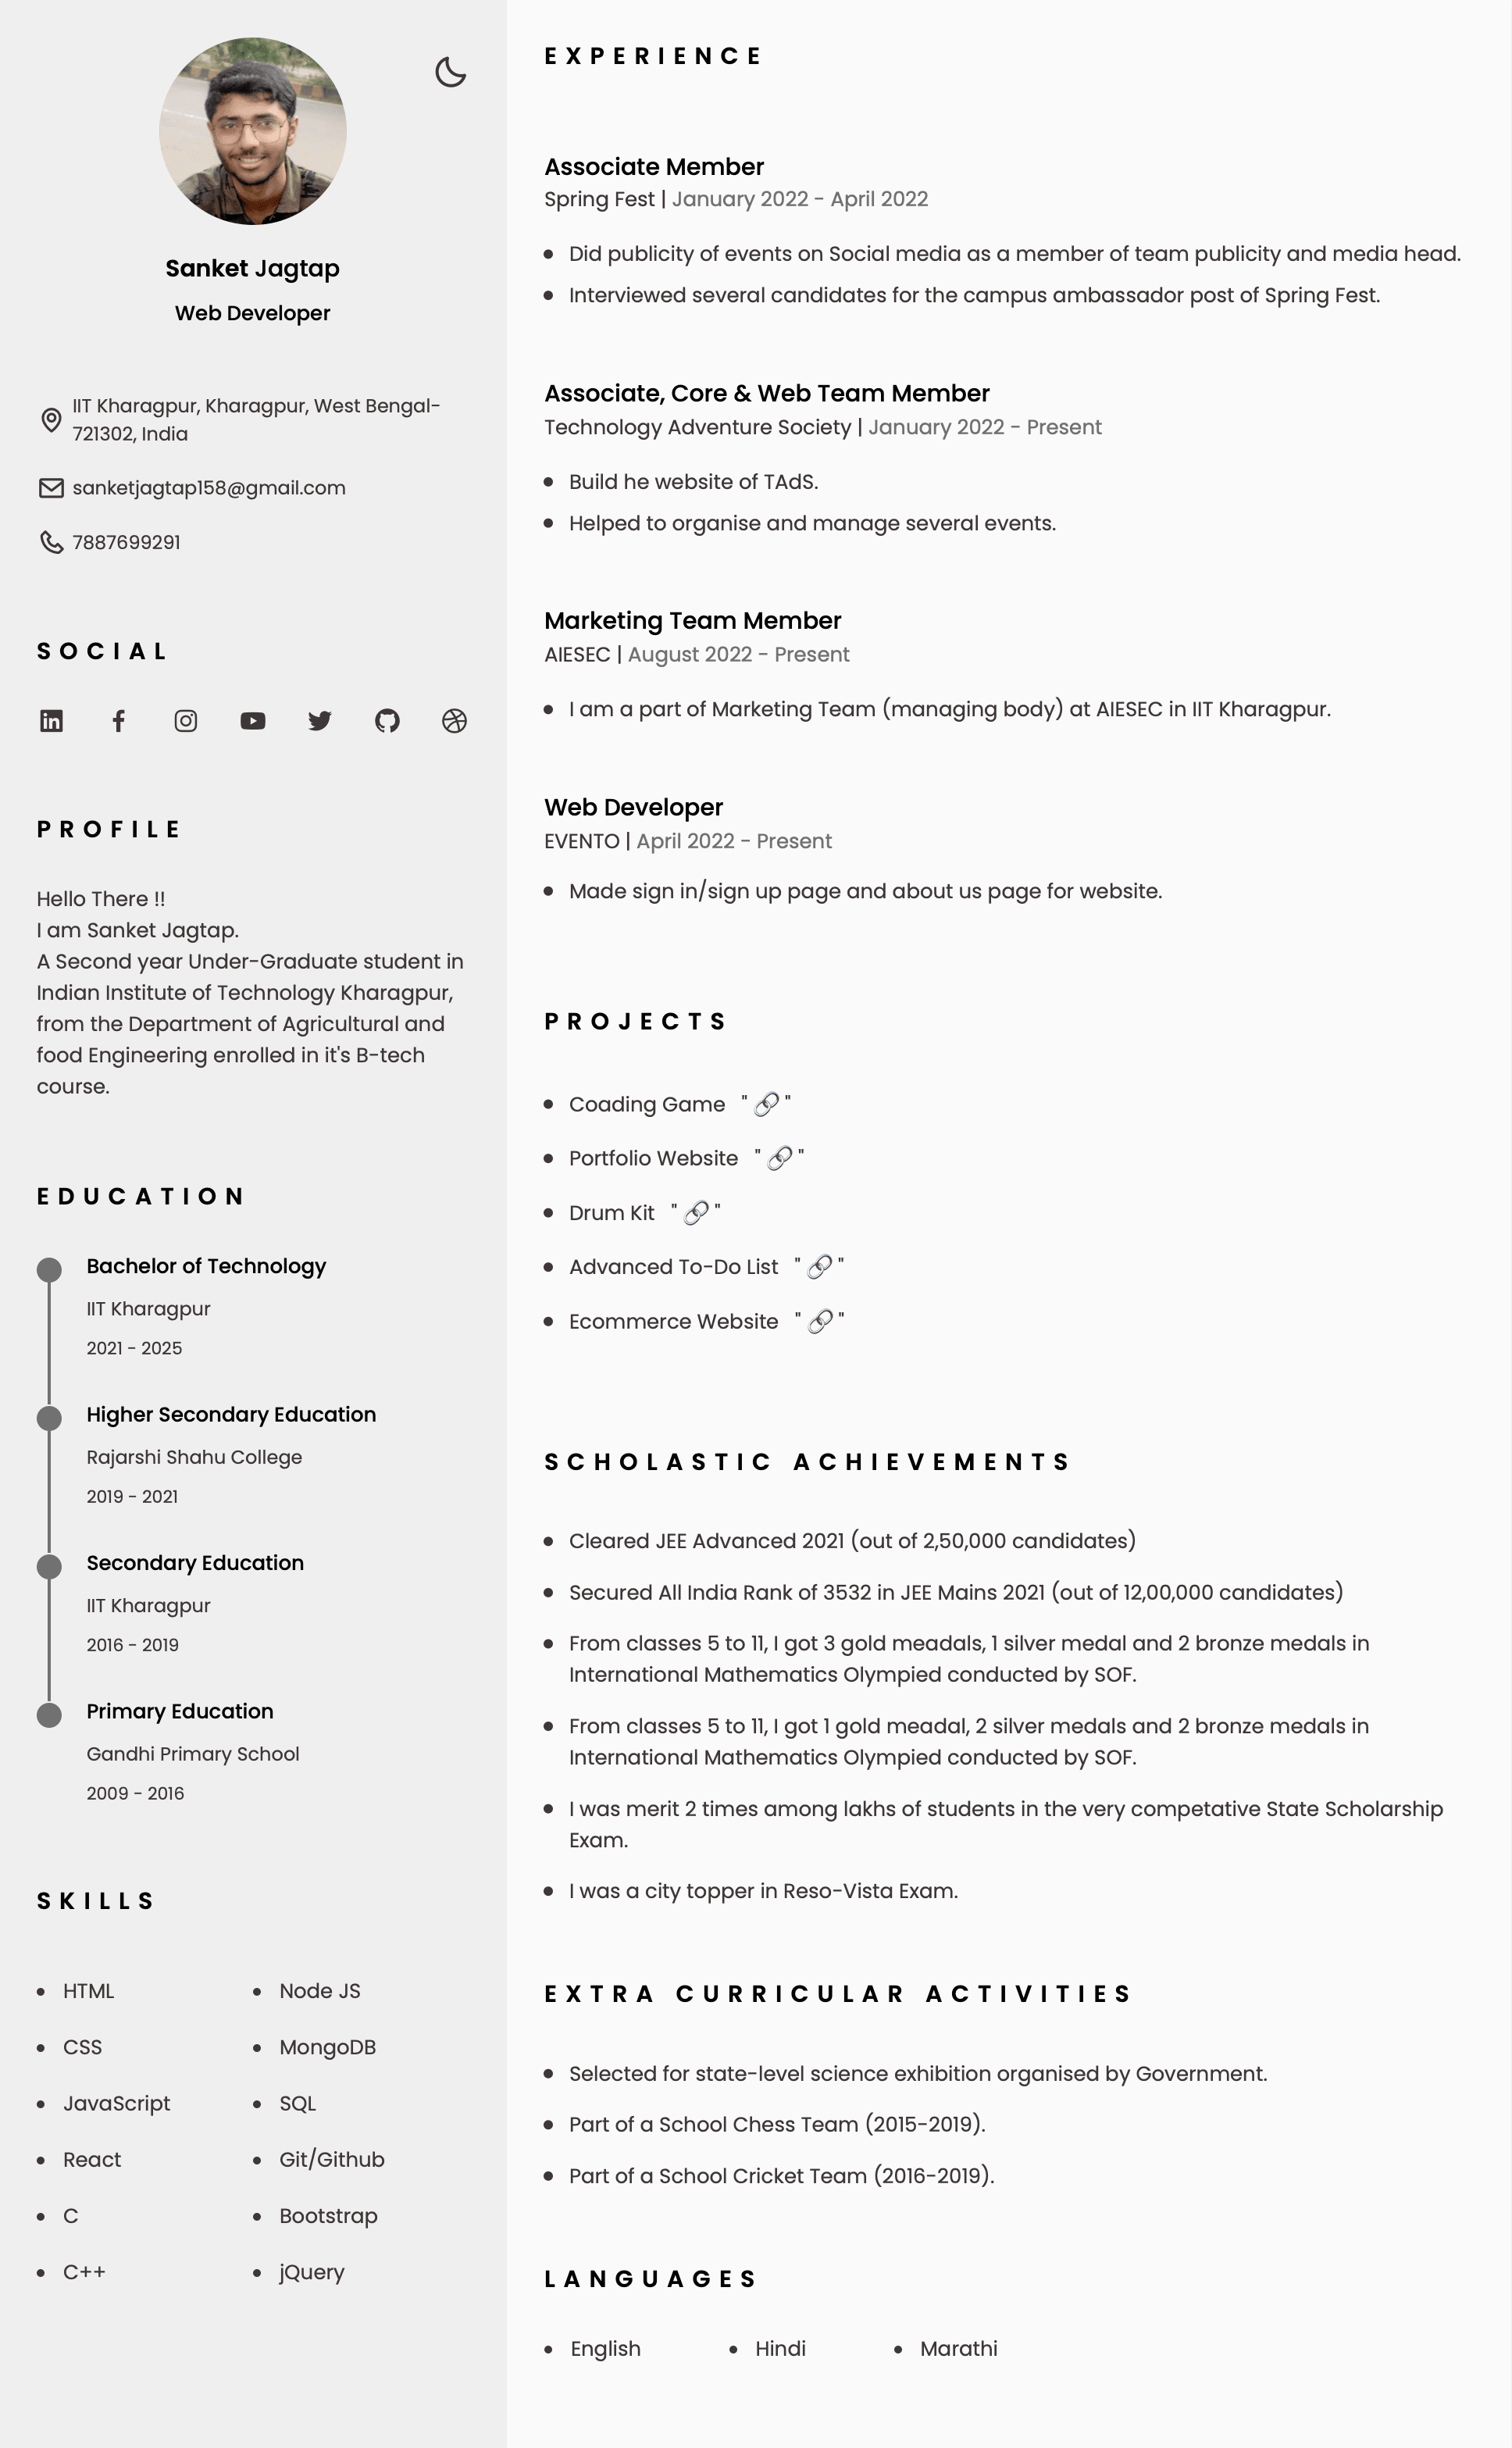 Sanket Jagtap
Web Developer
IIT Kharagpur, Kharagpur, West Bengal-
721302, India
sanketjagtap158@gmail.com
7887699291
SOCIAL
PROFILE
Hello There !!
I am Sanket Jagtap.
A Second year Under-Graduate student in
Indian Institute of Technology Kharagpur,
from the Department of Agricultural and
food Engineering enrolled in it's B-tech
course.
EDUCATION
Bachelor of Technology
IIT Kharagpur
2021 - 2025
Higher Secondary Education
Rajarshi Shahu College
2019 - 2021
Secondary Education
IIT Kharagpur
2016 - 2019
Primary Education
Gandhi Primary School
2009 - 2016
SKILLS
HTML
CSS
JavaScript
React
C
C++
Node JS
MongoDB
SQL
Git/Github
Bootstrap
jQuery
EXPERIENCE
Associate Member
Spring Fest | January 2022 - April 2022
Did publicity of events on Social media as a member of team publicity and media head.
Interviewed several candidates for the campus ambassador post of Spring Fest.
Associate, Core & Web Team Member
Technology Adventure Society | January 2022 - Present
Build he website of TAdS.
Helped to organise and manage several events.
Marketing Team Member
AIESEC | August 2022 - Present
I am a part of Marketing Team (managing body) at AIESEC in IIT Kharagpur.
Web Developer
EVENTO | April 2022 - Present
Made sign in/sign up page and about us page for website.
PROJECTS
Coading Game " 🔗 "
Portfolio Website " 🔗 "
Drum Kit " 🔗 "
Advanced To-Do List " 🔗 "
Ecommerce Website " 🔗 "
SCHOLASTIC ACHIEVEMENTS
Cleared JEE Advanced 2021 (out of 2,50,000 candidates)
Secured All India Rank of 3532 in JEE Mains 2021 (out of 12,00,000 candidates)
From classes 5 to 11, I got 3 gold meadals, 1 silver medal and 2 bronze medals in
International Mathematics Olympied conducted by SOF.
From classes 5 to 11, I got 1 gold meadal, 2 silver medals and 2 bronze medals in
International Mathematics Olympied conducted by SOF.
I was merit 2 times among lakhs of students in the very competative State Scholarship
Exam.
I was a city topper in Reso-Vista Exam.
EXTRA CURRICULAR ACTIVITIES
Selected for state-level science exhibition organised by Government.
Part of a School Chess Team (2015-2019).
Part of a School Cricket Team (2016-2019).
LANGUAGES
English
Hindi
Marathi